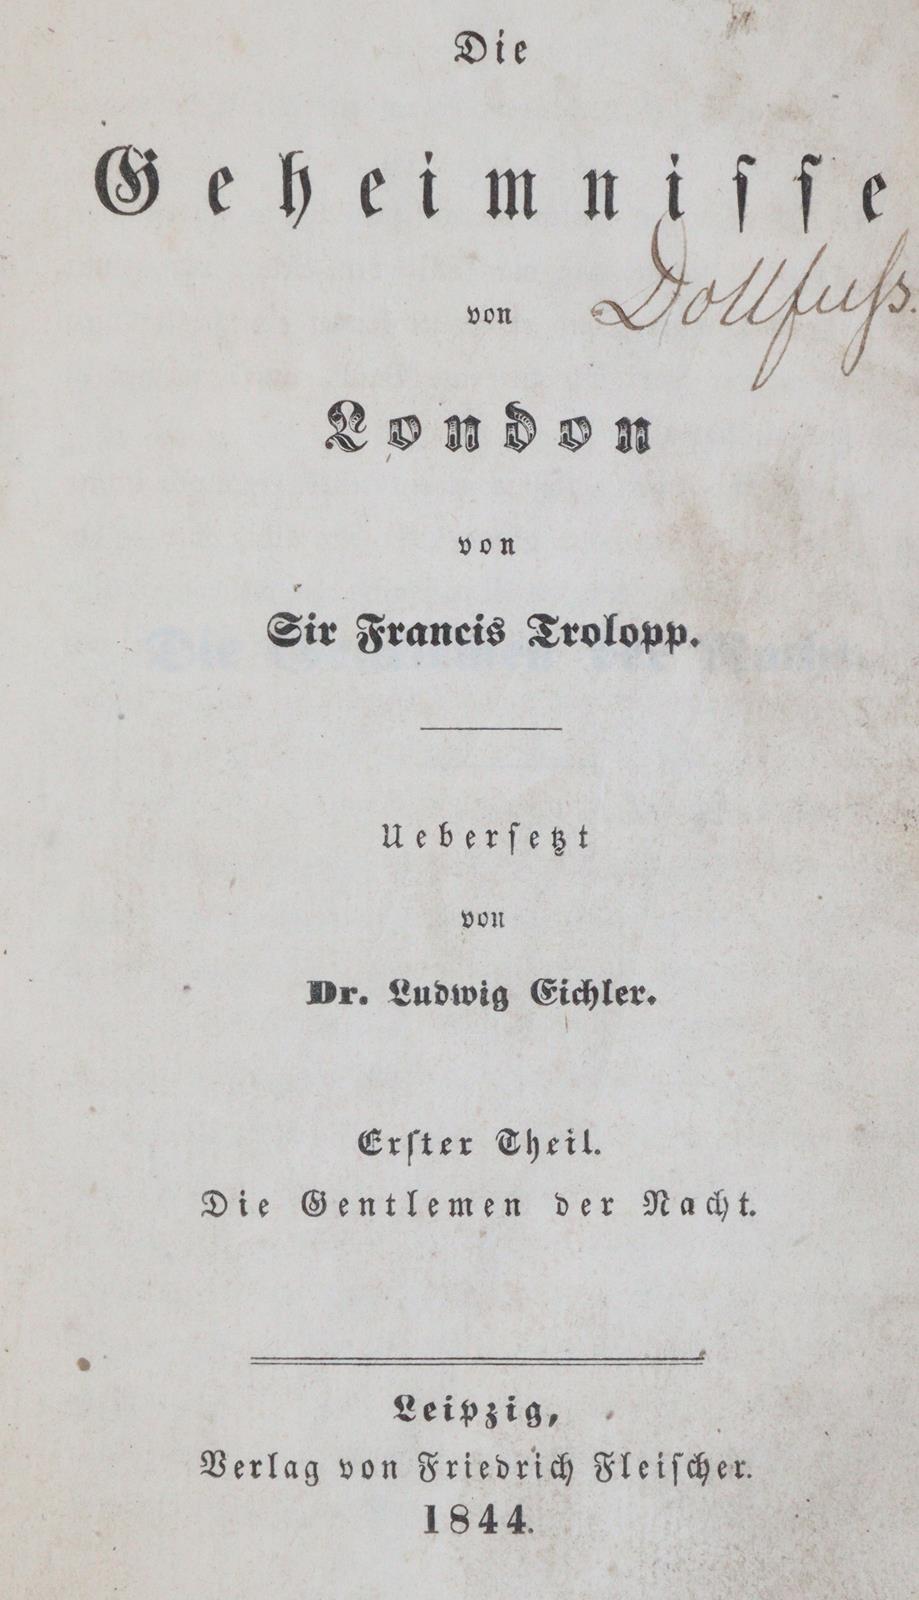 Die
Geheimnisse
Dollfuss.
von
London
von
Sir Francis Trolopp.
Uebersetzt
von
Dr. Ludwig Eichler.
Erster Theil.
Die Gentlemen der Nacht.
Leipzig,
Verlag von Friedrich Fleischer.
1844.